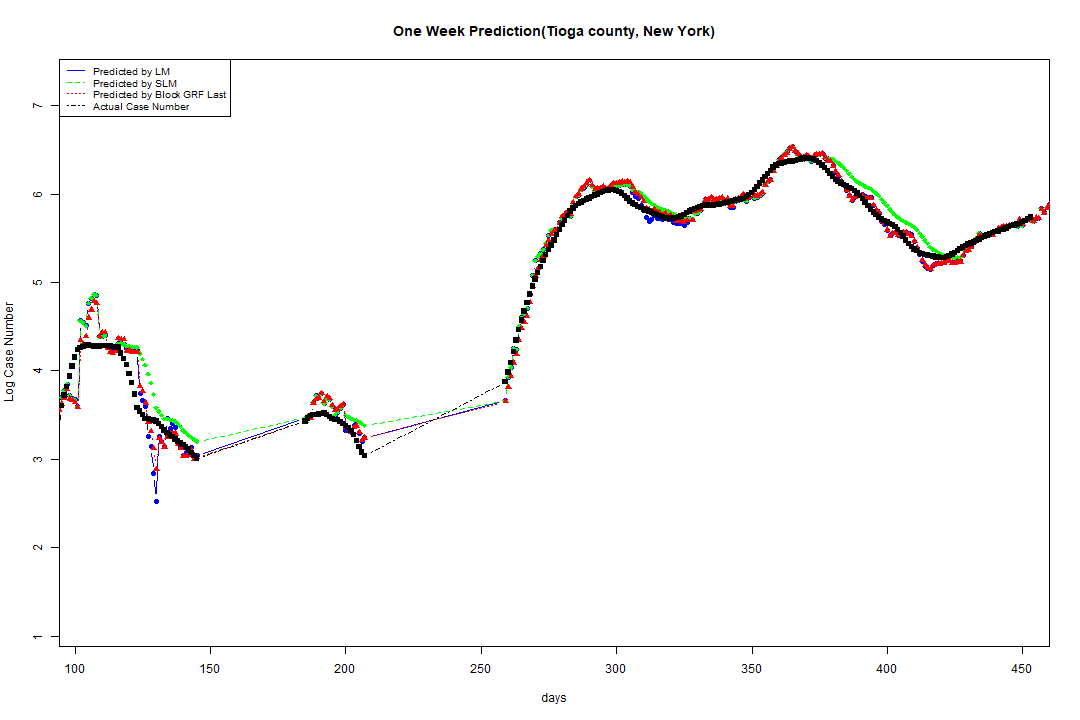 One Week Prediction(Tioga county, New York)
Predicted by LM
Predicted by SLM
Predicted by Block GRF Last
Actual Case Number
7
6
5
4
3
2
1
Log Case Number
100 150 200 250 300 350 400 450
days